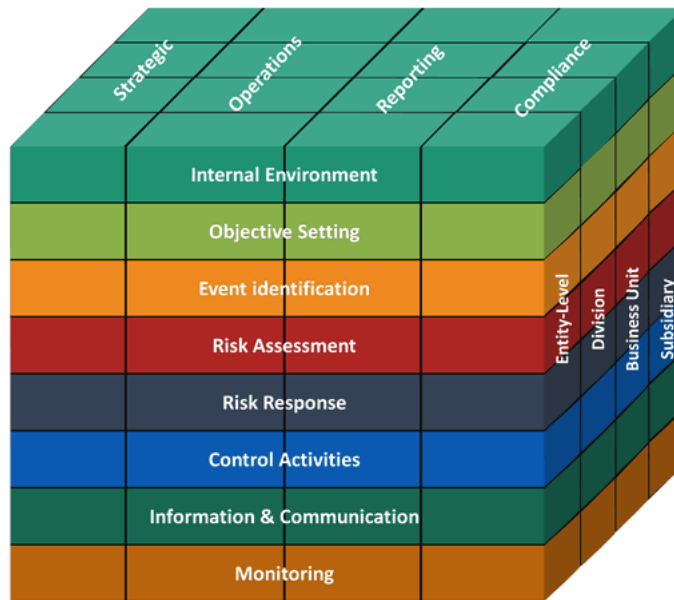 Strategic
Operations
Reporting
Compliance
Internal Environment
Objective Setting
Event identification
Risk Assessment
Risk Response
Control Activities
Information & Communication
Monitoring
Entity-Level
Division
Business Unit
Subsidiary